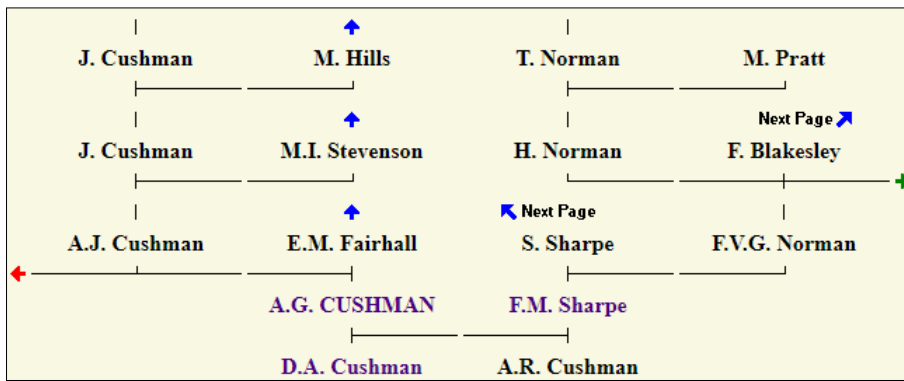 J. Cushman M. Hills T. Norman M. Pratt
Next Page
J. Cushman M.I. Stevenson H. Norman F. Blakesley
Next Page
A.J. Cushman E.M. Fairhall S. Sharpe F.V.G. Norman
A.G. CUSHMAN F.M. Sharpe
D.A. Cushman A.R. Cushman